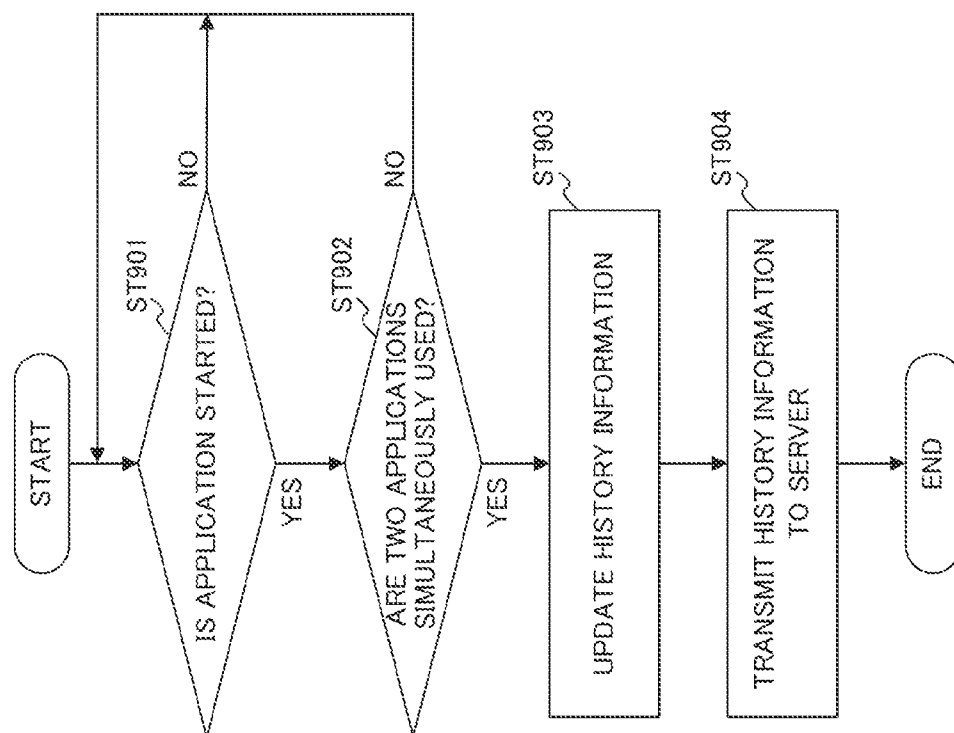 START
ST901
IS APPLICATION STARTED?
NO
YES
ST902
ARE TWO APPLICATIONS
SIMULTANEOUSLY USED?
NO
YES
ST903
UPDATE HISTORY INFORMATION
ST904
TRANSMIT HISTORY INFORMATION
TO SERVER
END